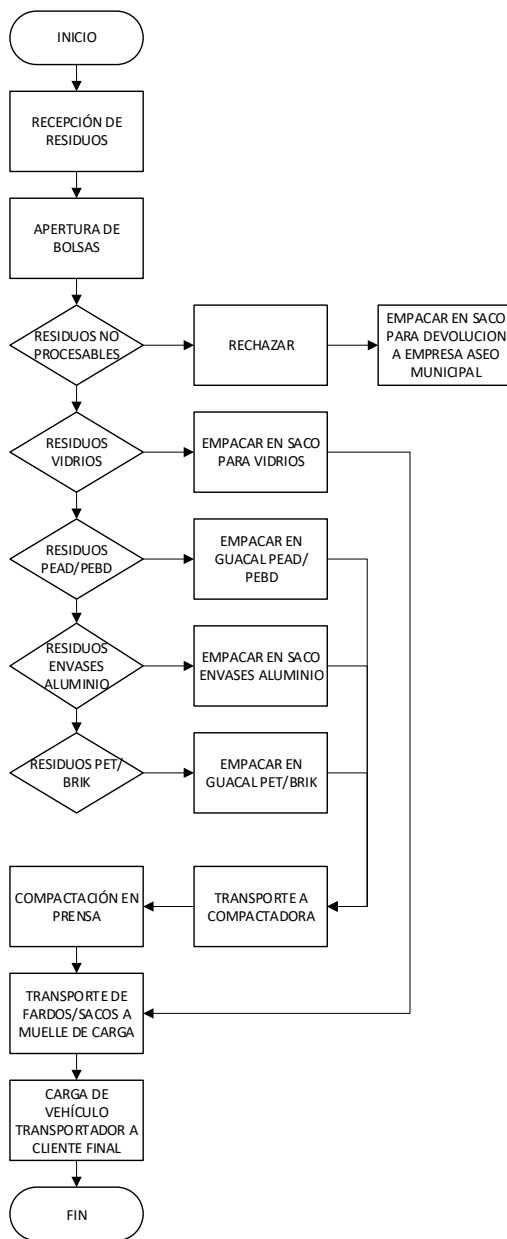 INICIO
RECEPCIÓN DE
RESIDUOS
APERTURA DE
BOLSAS
RESIDUOS NO
PROCESABLES
RECHAZAR
EMPACAR EN SACO
PARA DEVOLUCION
A EMPRESA ASEO
MUNICIPAL
RESIDUOS
VIDRIOS
EMPACAR EN SACO
PARA VIDRIOS
RESIDUOS
PEAD/PEBD
EMPACAR EN
GUACAL PEAD/
PEBD
RESIDUOS
ENVASES
ALUMINIO
EMPACAR EN SACO
ENVASES ALUMINIO
RESIDUOS PET/
BRIK
EMPACAR EN
GUACAL PET/BRIK
COMPACTACIÓN EN
PRENSA
TRANSPORTE A
COMPACTADORA
TRANSPORTE DE
FARDOS/SACOS A
MUELLE DE CARGA
CARGA DE
VEHÍCULO
TRANSPORTADOR A
CLIENTE FINAL
FIN